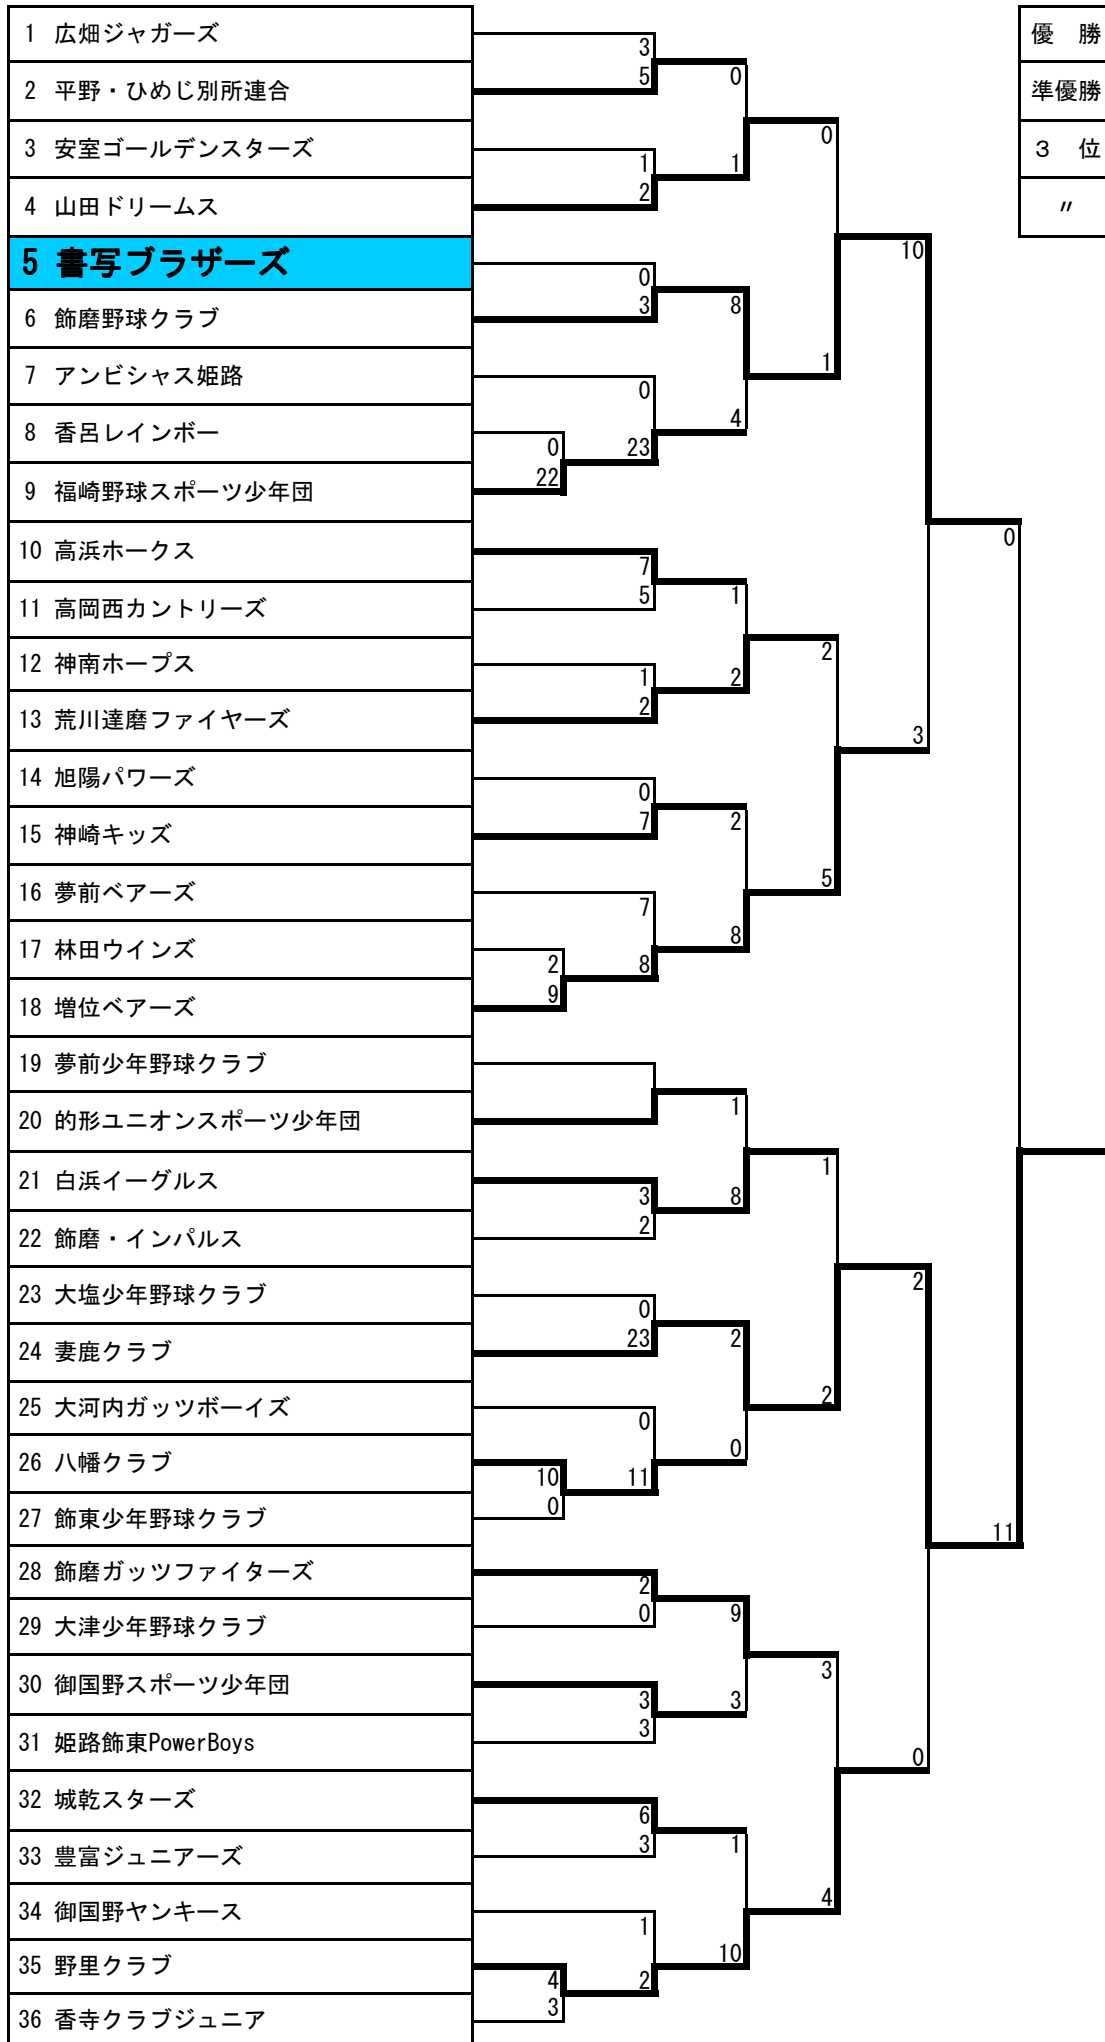 1 広畑ジャガーズ
2 平野・ひめじ別所連合
3 安室ゴールデンスターズ
4 山田ドリームス
5 書写ブラザーズ
6 飾磨野球クラブ
7 アンビシャス姫路
8 香呂レインボー
9 福崎野球スポーツ少年団
10 高浜ホークス
11 高岡西カントリーズ
12 神南ホープス
13 荒川達磨ファイヤーズ
14 旭陽パワーズ
15 神崎キッズ
16 夢前ベアーズ
17 林田ウインズ
18 増位ベアーズ
19 夢前少年野球クラブ
20 的形ユニオンスポーツ少年団
21 白浜イーグルス
22 飾磨・インパルス
23 大塩少年野球クラブ
24 妻鹿クラブ
25 大河内ガッツボーイズ
26 八幡クラブ
27 飾東少年野球クラブ
28 飾磨ガッツファイターズ
29 大津少年野球クラブ
30 御国野スポーツ少年団
31 姫路飾東PowerBoys
32 城乾スターズ
33 豊富ジュニアーズ
34 御国野ヤンキース
35 野里クラブ
36 香寺クラブジュニア
0
22
2
9
10
0
4
3
3
5
1
2
0
3
0
23
7
5
1
2
0
7
7
8
3
2
0
23
0
11
2
0
3
3
6
3
1
2
0
1
8
4
1
2
2
8
1
8
2
0
9
3
1
10
0
1
2
5
1
2
3
4
10
3
2
0
0
11
優　勝
準優勝
３　位
〃